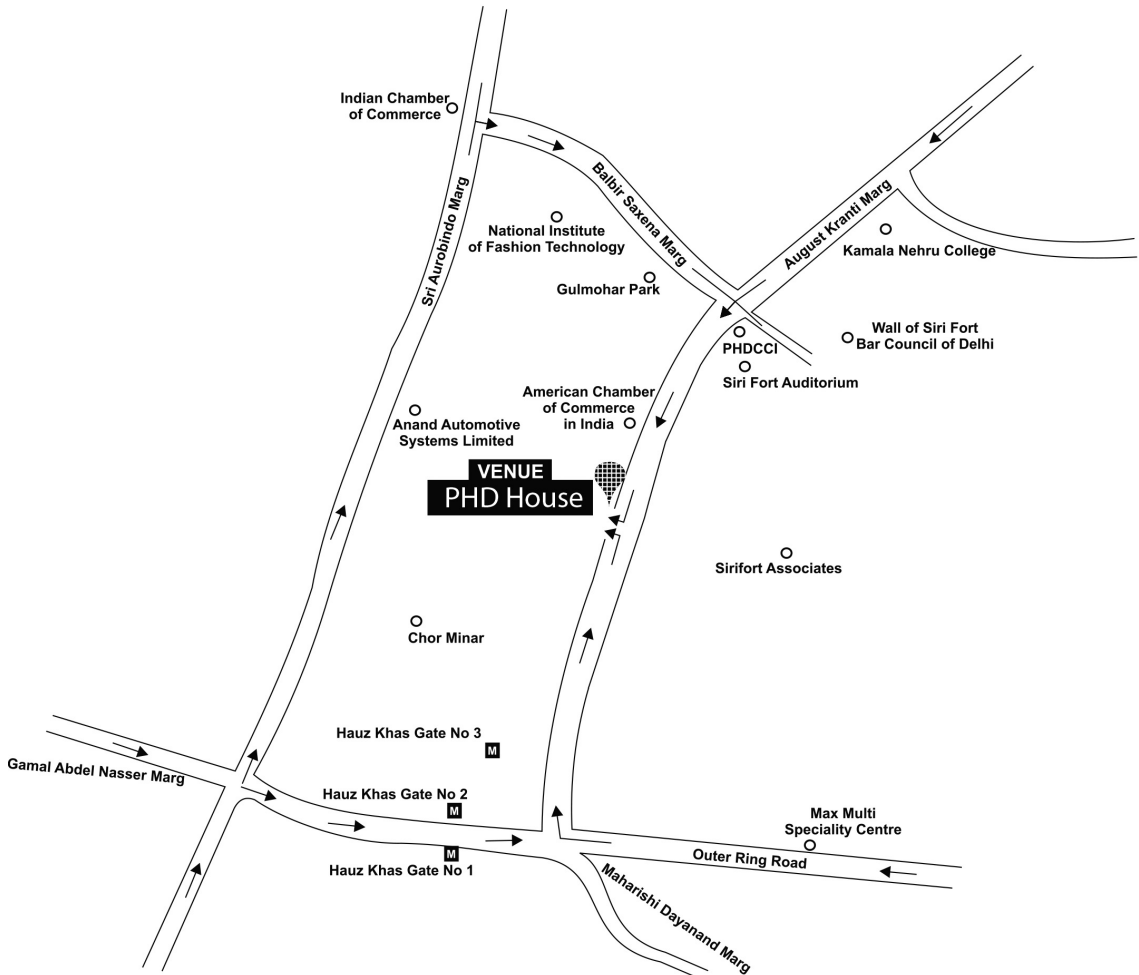 Indian Chamber
of Commerce
Balbir Saxena Marg
August Kranti Marg
Sri Aurobindo Marg
National Institute
of Fashion Technology
Kamala Nehru College
Gulmohar Park
Wall of Siri Fort
Bar Council of Delhi
PHDCCI
Siri Fort Auditorium
American Chamber
of Commerce
in India
Anand Automotive
Systems Limited
VENUE
PHD House
Sirifort Associates
Chor Minar
Hauz Khas Gate No 3
M
Gamal Abdel Nasser Marg
Hauz Khas Gate No 2
M
Max Multi
Speciality Centre
M
Hauz Khas Gate No 1
Outer Ring Road
Maharishi Dayanand Marg